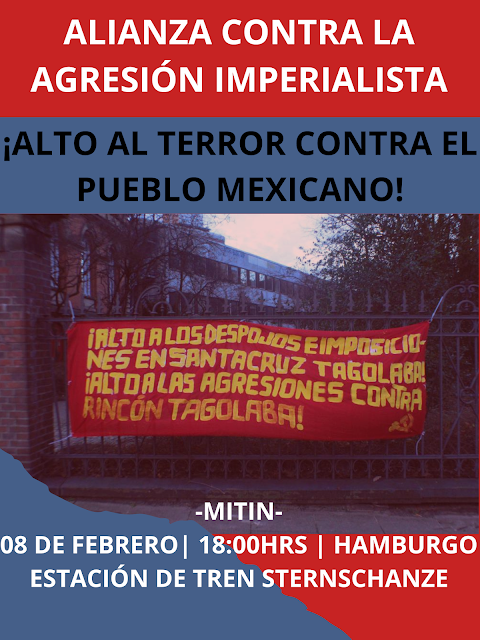 ALIANZA CONTRA LA
AGRESIÓN IMPERIALISTA
¡ALTO AL TERROR CONTRA EL
PUEBLO MEXICANO!
¡ALTO A LOS DESPOJOS E IMPOSICIO-
NES EN SANTA CRUZ TAGOLABA!
¡ALTO A LAS AGRESIONES CONTRA
RINCÓN TAGOLABA!
-MITIN-
08 DE FEBRERO| 18:00HRS | HAMBURGO
ESTACIÓN DE TREN STERNSCHANZE